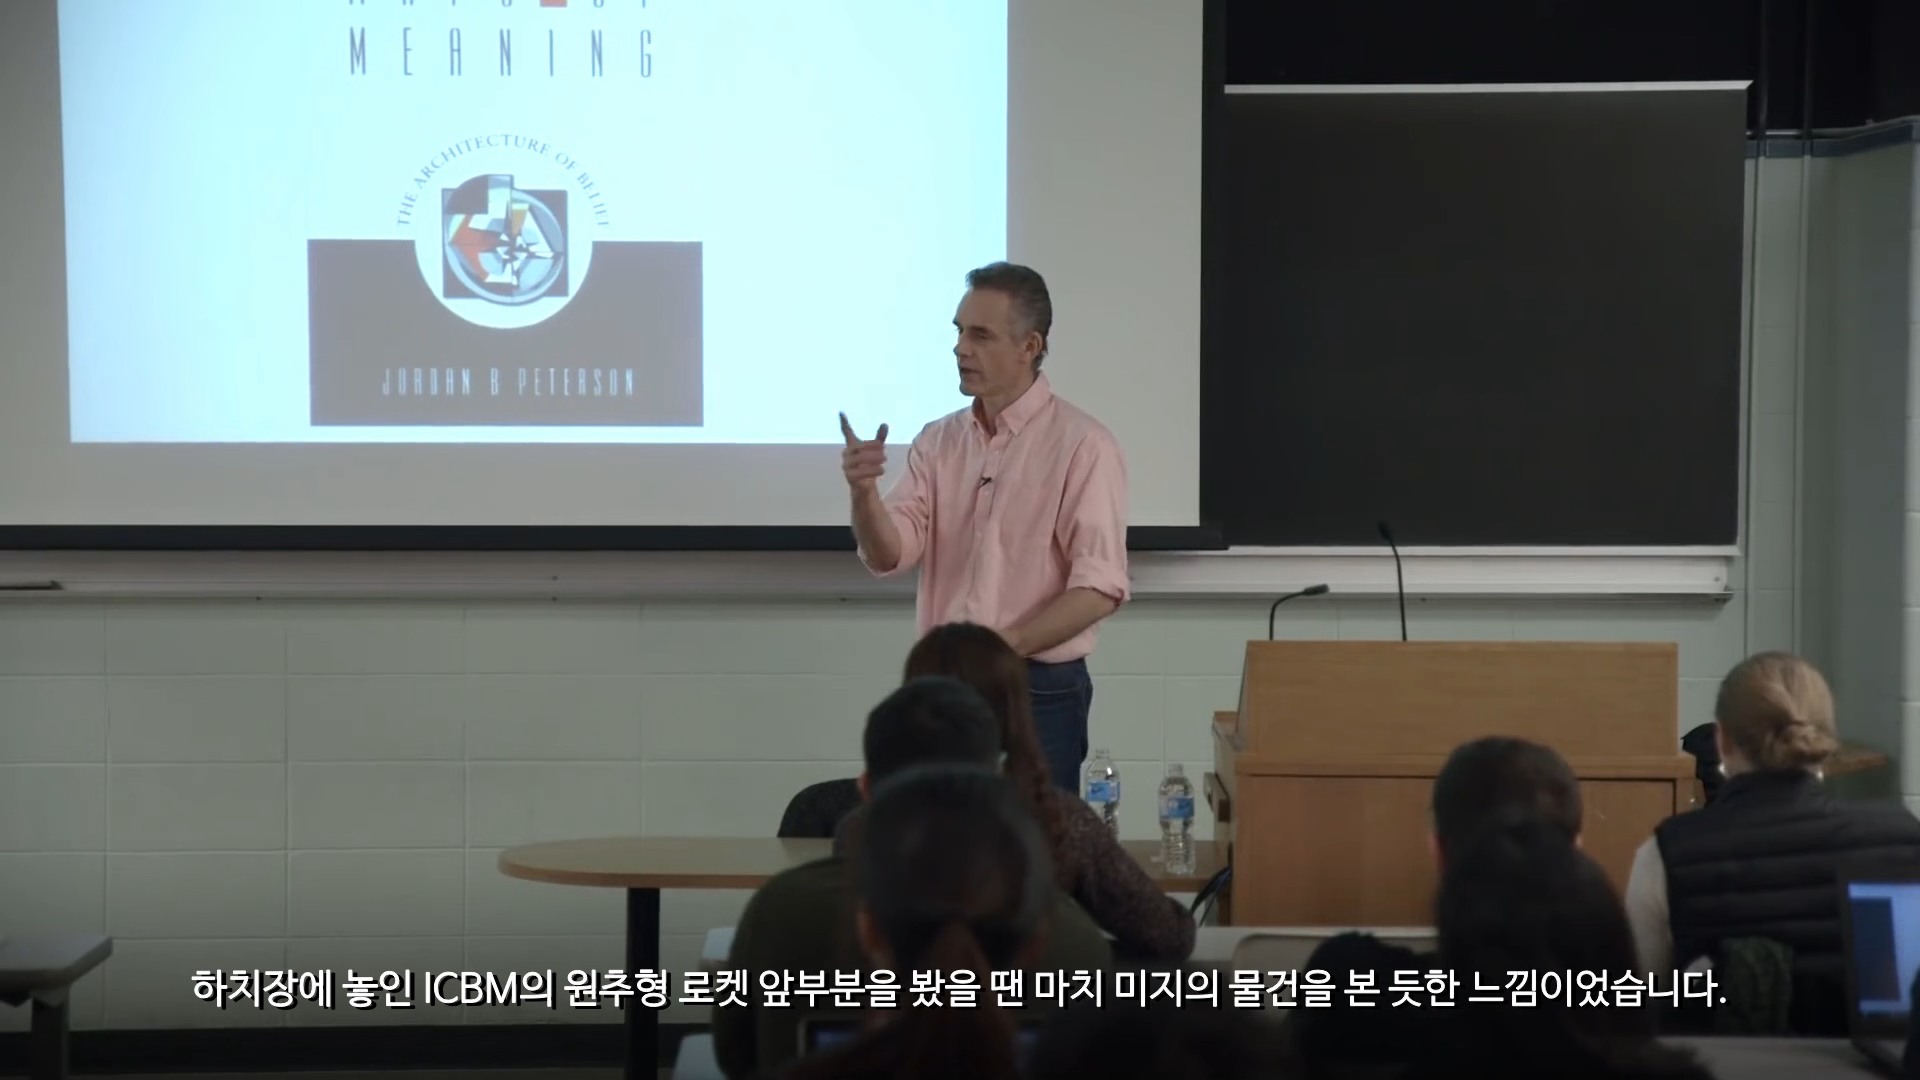 MEANING
THE ARCHITECTURE OF BELIEF
JORDAN B PETERSON
하치장에 놓인 ICBM의 원추형 로켓 앞부분을 봤을 땐 마치 미지의 물건을 본 듯한 느낌이었습니다.